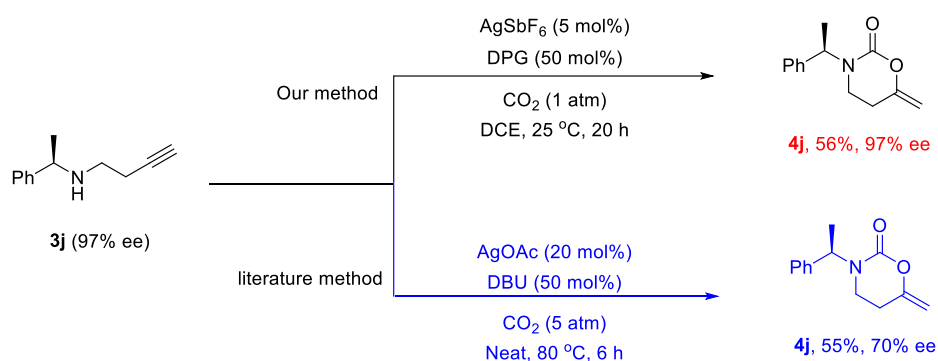 AgSbF₆ (5 mol%)
DPG (50 mol%)
Our method
CO₂ (1 atm)
DCE, 25 °C, 20 h
Ph
N
O
O
4j, 56%, 97% ee
Ph
N
H
3j (97% ee)
literature method
AgOAc (20 mol%)
DBU (50 mol%)
CO₂ (5 atm)
Neat, 80 °C, 6 h
Ph
N
O
O
4j, 55%, 70% ee